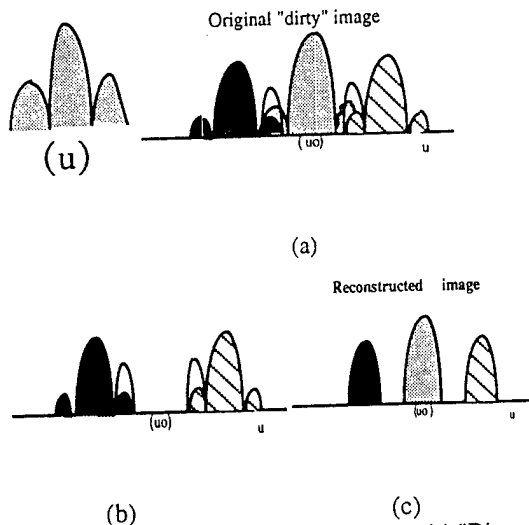 Original "dirty" image
(u)
(uo)
u
(a)
Reconstructed image
(uo)
u
(uo)
u
(b)
(c)